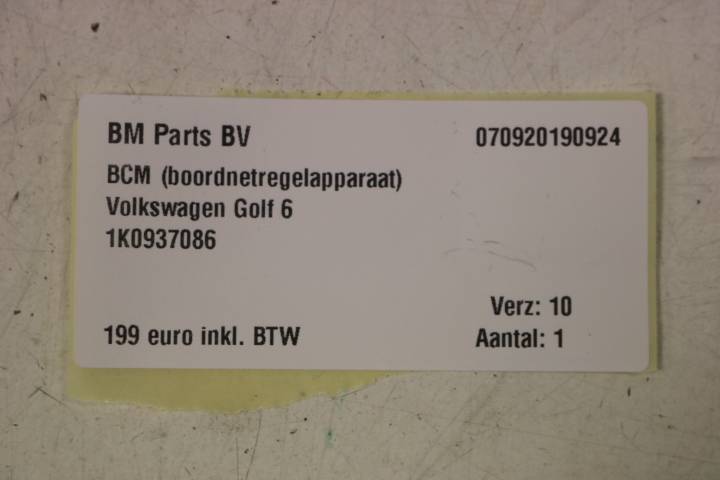 BM Parts BV 070920190924
BCM (boordnetregelapparaat)
Volkswagen Golf 6
1K0937086
Verz: 10
199 euro inkl. BTW Aantal: 1